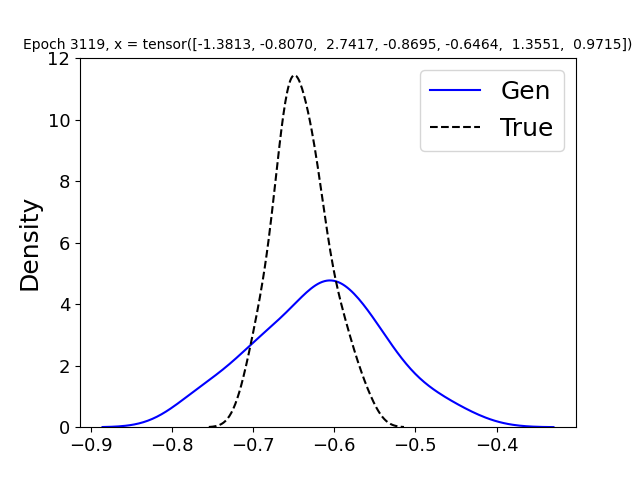 Epoch 3119, x = tensor([-1.3813, -0.8070,  2.7417, -0.8695, -0.6464,  1.3551,  0.9715])
12
10
8
6
4
2
0
Density
Gen
True
−0.9 −0.8 −0.7 −0.6 −0.5 −0.4